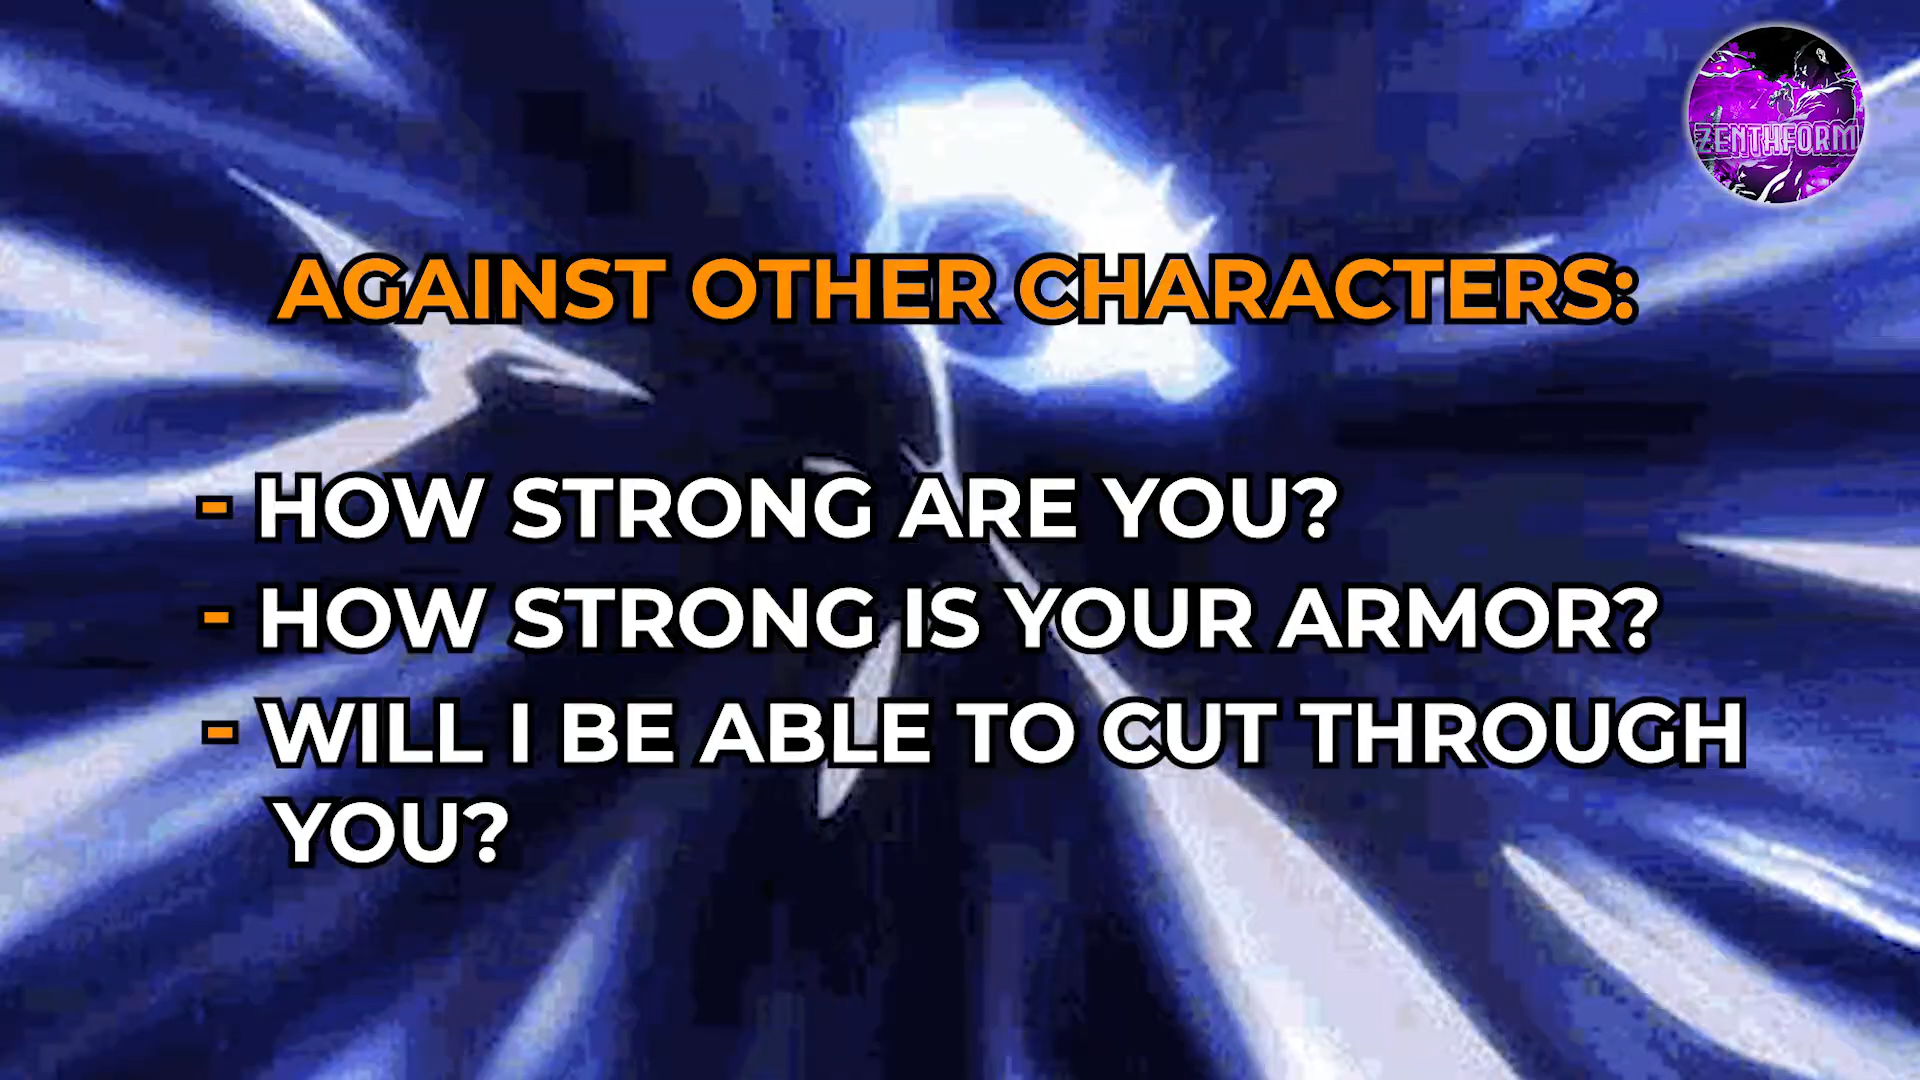 ZENTHFORM
AGAINST OTHER CHARACTERS:
- HOW STRONG ARE YOU?
- HOW STRONG IS YOUR ARMOR?
- WILL I BE ABLE TO CUT THROUGH
YOU?